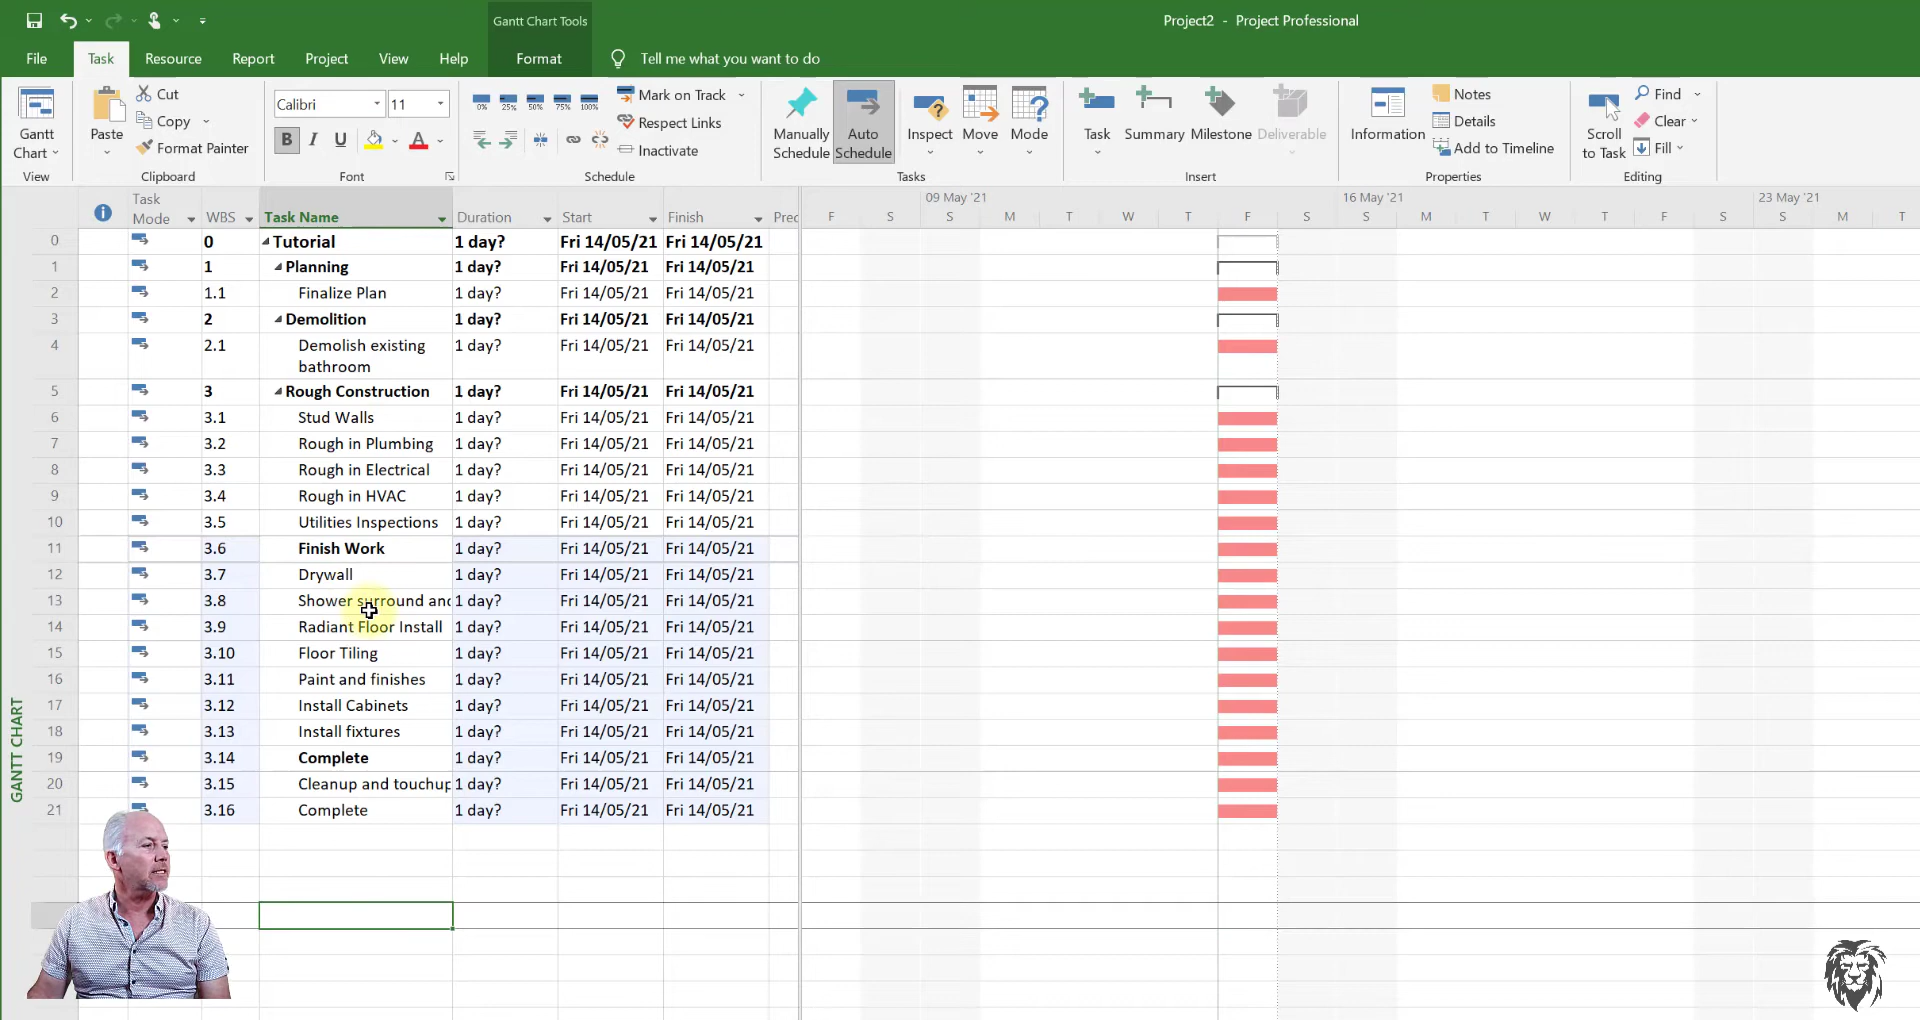 Gantt Chart Tools
Project2 - Project Professional
File Task Resource Report Project View Help Format Tell me what you want to do
Gantt Chart
View
Paste
Cut
Copy
Format Painter
Clipboard
Calibri 11
B I U A
Font
0% 25% 50% 75% 100%
Mark on Track
Respect Links
Inactivate
Schedule
Manually Schedule
Auto Schedule
Inspect
Move
Mode
Tasks
Task
Summary
Milestone
Deliverable
Insert
Information
Notes
Details
Add to Timeline
Properties
Scroll to Task
Find
Clear
Fill
Editing
Task Mode WBS Task Name Duration Start Finish Prec
09 May '21 16 May '21 23 May '21
F S S M T W T F S S M T W T F S S M T
0 0 Tutorial 1 day? Fri 14/05/21 Fri 14/05/21
1 1 Planning 1 day? Fri 14/05/21 Fri 14/05/21
2 1.1 Finalize Plan 1 day? Fri 14/05/21 Fri 14/05/21
3 2 Demolition 1 day? Fri 14/05/21 Fri 14/05/21
4 2.1 Demolish existing bathroom 1 day? Fri 14/05/21 Fri 14/05/21
5 3 Rough Construction 1 day? Fri 14/05/21 Fri 14/05/21
6 3.1 Stud Walls 1 day? Fri 14/05/21 Fri 14/05/21
7 3.2 Rough in Plumbing 1 day? Fri 14/05/21 Fri 14/05/21
8 3.3 Rough in Electrical 1 day? Fri 14/05/21 Fri 14/05/21
9 3.4 Rough in HVAC 1 day? Fri 14/05/21 Fri 14/05/21
10 3.5 Utilities Inspections 1 day? Fri 14/05/21 Fri 14/05/21
11 3.6 Finish Work 1 day? Fri 14/05/21 Fri 14/05/21
12 3.7 Drywall 1 day? Fri 14/05/21 Fri 14/05/21
13 3.8 Shower surround and 1 day? Fri 14/05/21 Fri 14/05/21
14 3.9 Radiant Floor Install 1 day? Fri 14/05/21 Fri 14/05/21
15 3.10 Floor Tiling 1 day? Fri 14/05/21 Fri 14/05/21
16 3.11 Paint and finishes 1 day? Fri 14/05/21 Fri 14/05/21
17 3.12 Install Cabinets 1 day? Fri 14/05/21 Fri 14/05/21
18 3.13 Install fixtures 1 day? Fri 14/05/21 Fri 14/05/21
19 3.14 Complete 1 day? Fri 14/05/21 Fri 14/05/21
20 3.15 Cleanup and touchup 1 day? Fri 14/05/21 Fri 14/05/21
21 3.16 Complete 1 day? Fri 14/05/21 Fri 14/05/21
GANTT CHART